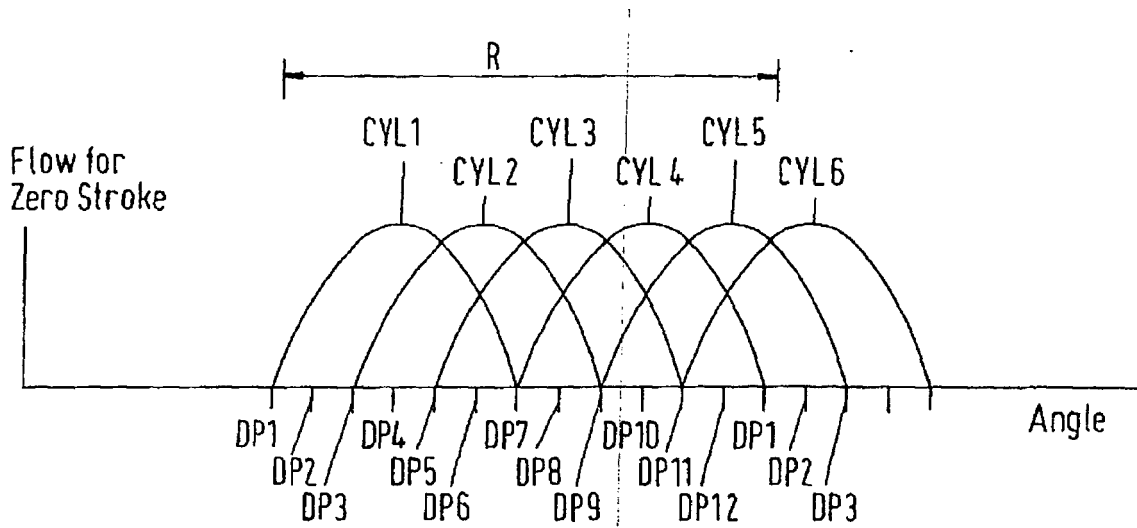 R
CYL1
CYL3
CYL5
Flow for
Zero Stroke
CYL2
CYL4
CYL6
DP1
DP4
DP7
DP10
DP1
Angle
DP2
DP5
DP8
DP11
DP2
DP3
DP6
DP9
DP12
DP3